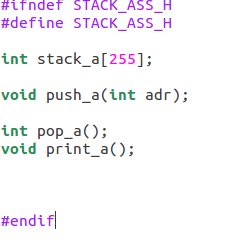 #ifndef STACK_ASS_H
#define STACK_ASS_H
int stack_a[255];
void push_a(int adr);
int pop_a();
void print_a();
#endif